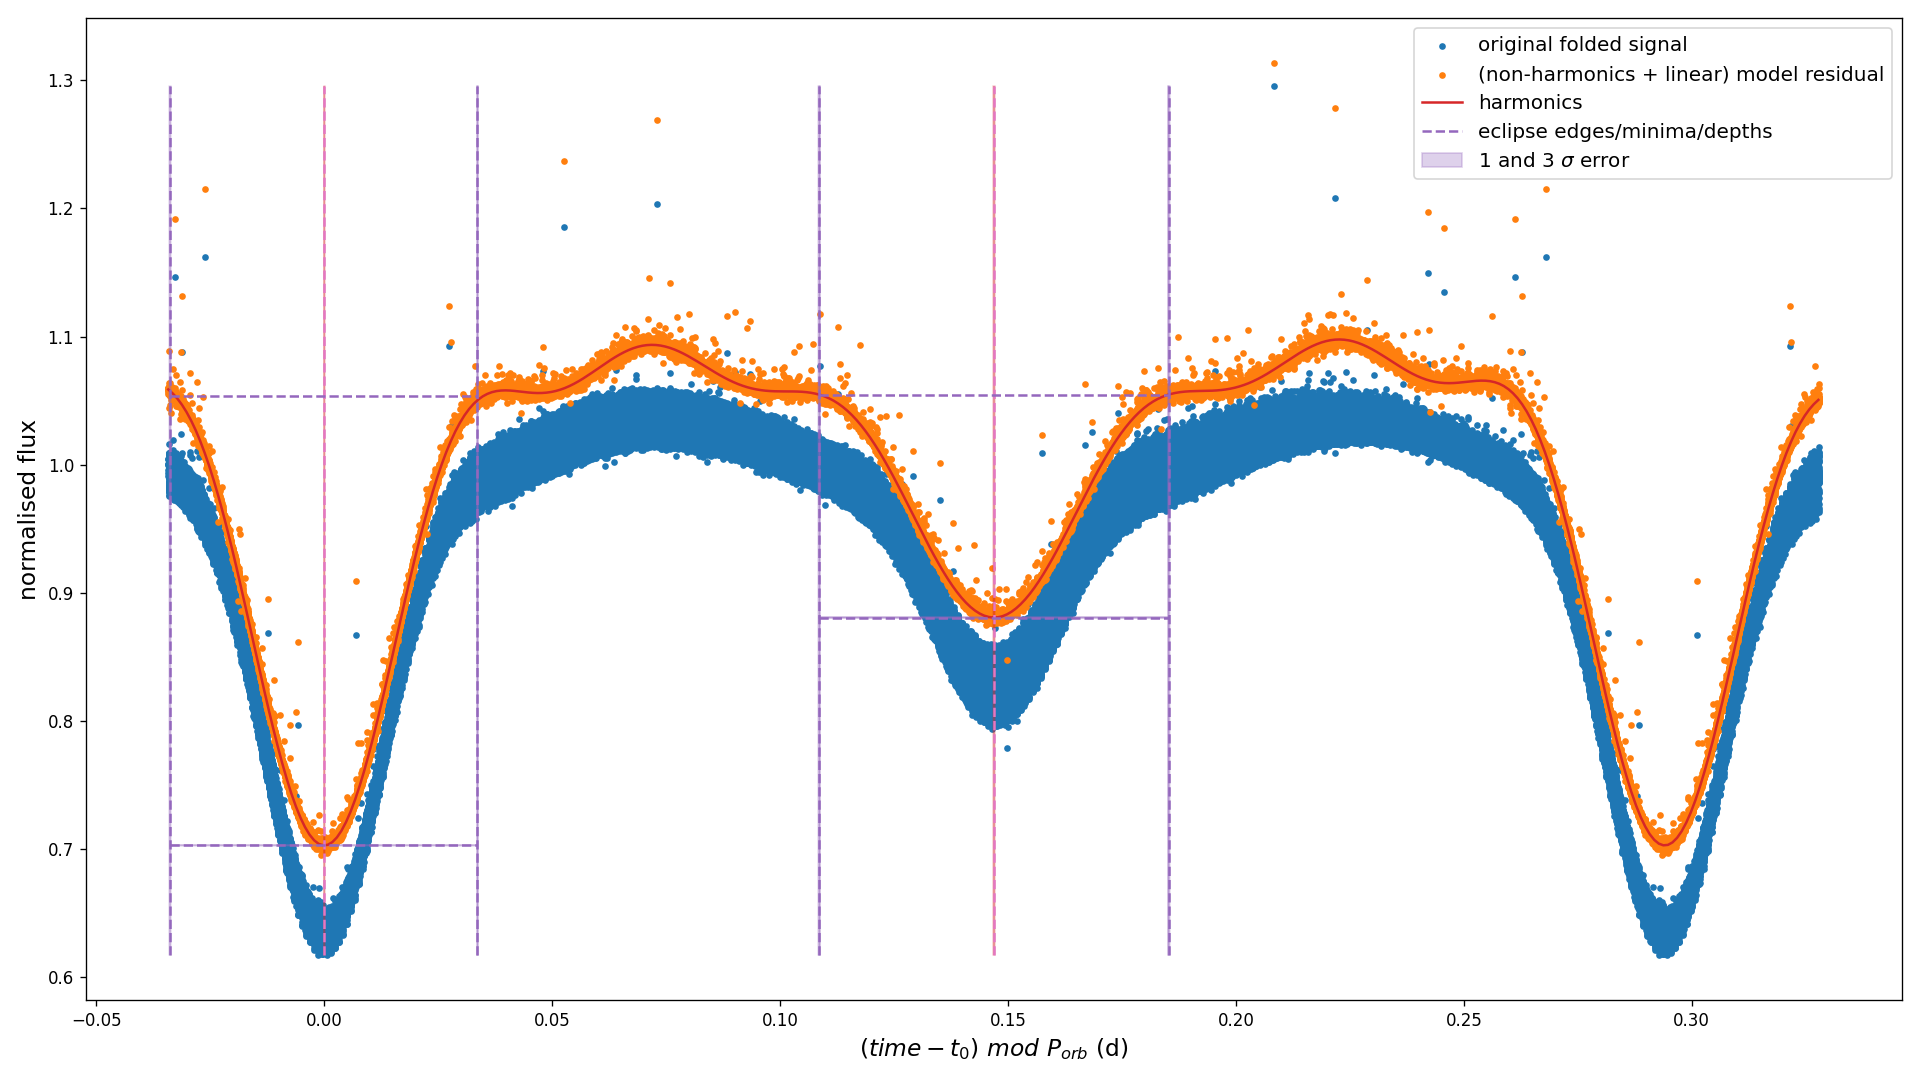 original folded signal
(non-harmonics + linear) model residual
harmonics
eclipse edges/minima/depths
1 and 3 σ error
normalised flux
1.3
1.2
1.1
1.0
0.9
0.8
0.7
0.6
−0.05 0.00 0.05 0.10 0.15 0.20 0.25 0.30
(time − t₀) mod P_orb (d)